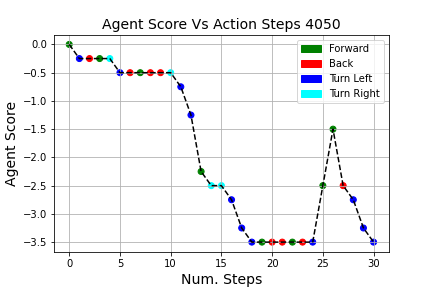 Agent Score Vs Action Steps 4050
Agent Score
0.0
−0.5
−1.0
−1.5
−2.0
−2.5
−3.0
−3.5
Forward
Back
Turn Left
Turn Right
0 5 10 15 20 25 30
Num. Steps